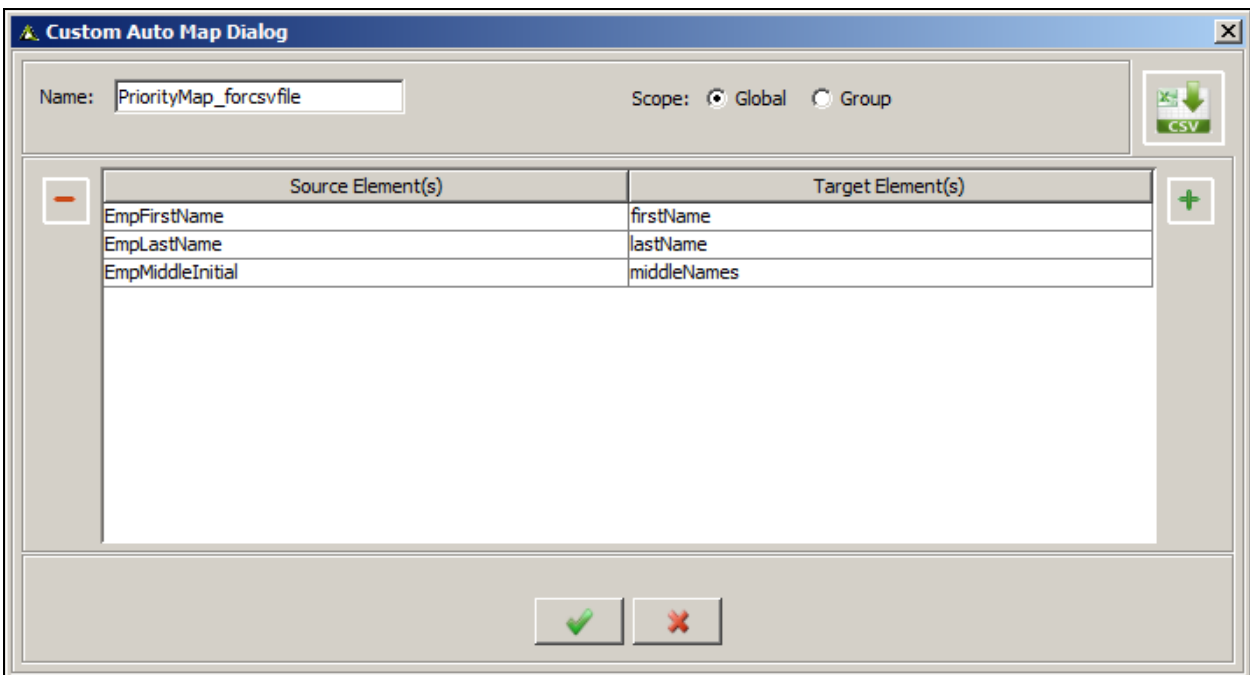 Custom Auto Map Dialog
Name: PriorityMap_forcsvfile Scope: Global Group
CSV
Source Element(s) Target Element(s)
EmpFirstName firstName
EmpLastName lastName
EmpMiddleInitial middleNames